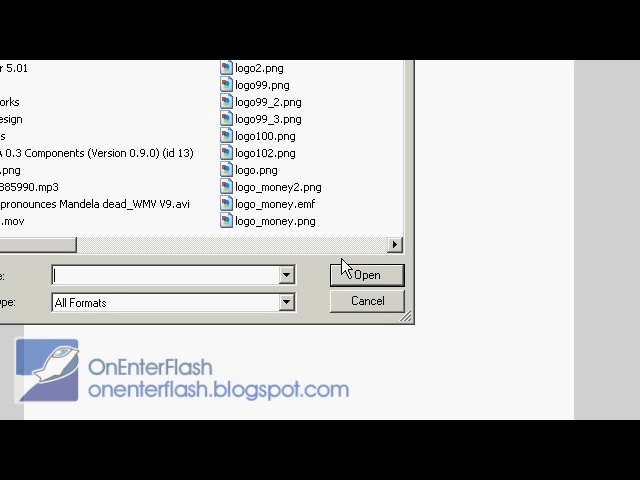 r 5.01
orks
esign
s
A 0.3 Components (Version 0.9.0) (id 13)
.png
885990.mp3
pronounces Mandela dead_WMV V9.avi
.mov
logo2.png
logo99.png
logo99_2.png
logo99_3.png
logo100.png
logo102.png
logo.png
logo_money2.png
logo_money.emf
logo_money.png
e:
Open
ype:
All Formats
Cancel
OnEnterFlash
onenterflash.blogspot.com